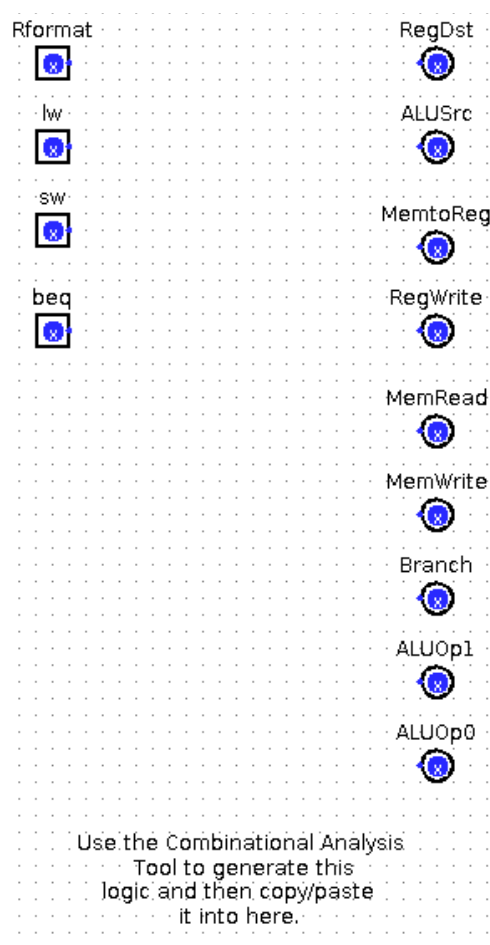 Rformat
RegDst
x
x
lw
ALUSrc
x
x
sw
MemtoReg
x
x
beq
RegWrite
x
x
MemRead
x
MemWrite
x
Branch
x
ALUOp1
x
ALUOp0
x
Use the Combinational Analysis
Tool to generate this
logic and then copy/paste
it into here.